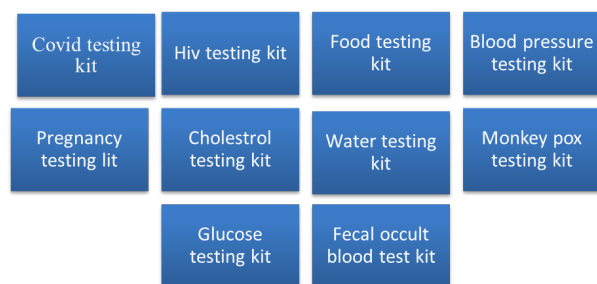 Covid testing
kit
Hiv testing kit
Food testing
kit
Blood pressure
testing kit
Pregnancy
testing lit
Cholestrol
testing kit
Water testing
kit
Monkey pox
testing kit
Glucose
testing kit
Fecal occult
blood test kit